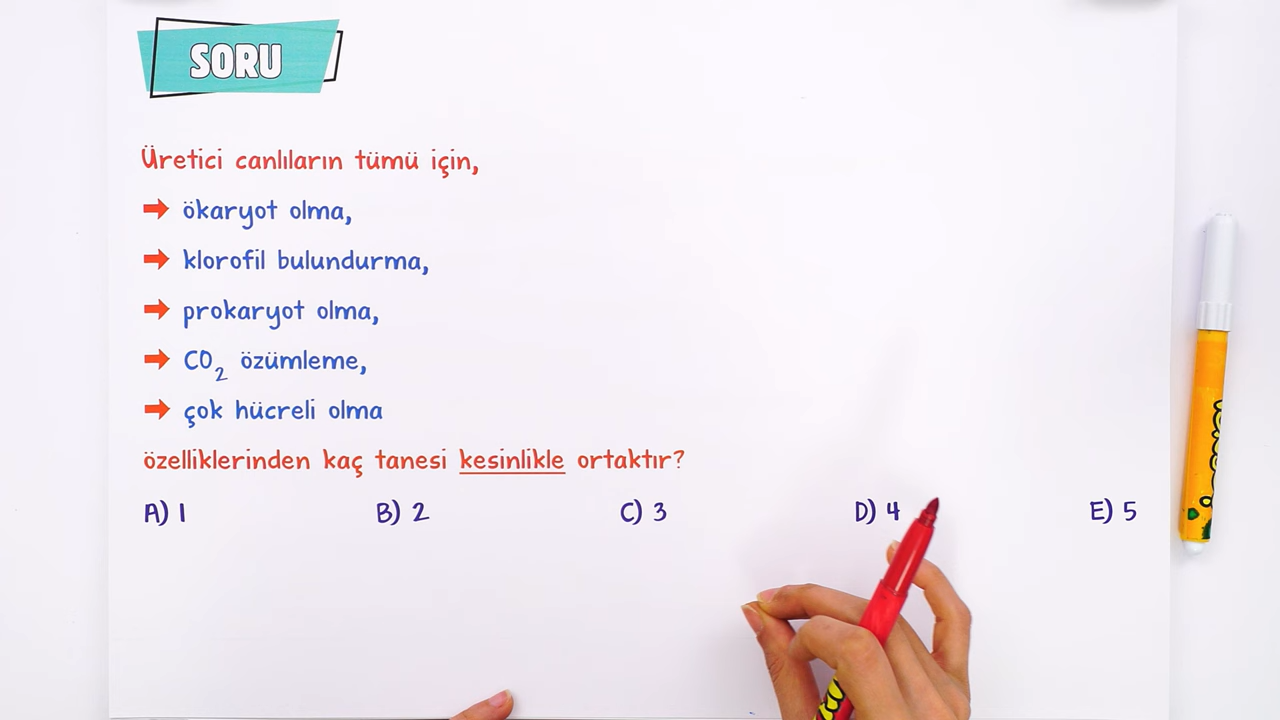 SORU
Üretici canlıların tümü için,
➡ ökaryot olma,
➡ klorofil bulundurma,
➡ prokaryot olma,
➡ CO₂ özümleme,
➡ çok hücreli olma
özelliklerinden kaç tanesi kesinlikle ortaktır?
A) 1 B) 2 C) 3 D) 4 E) 5